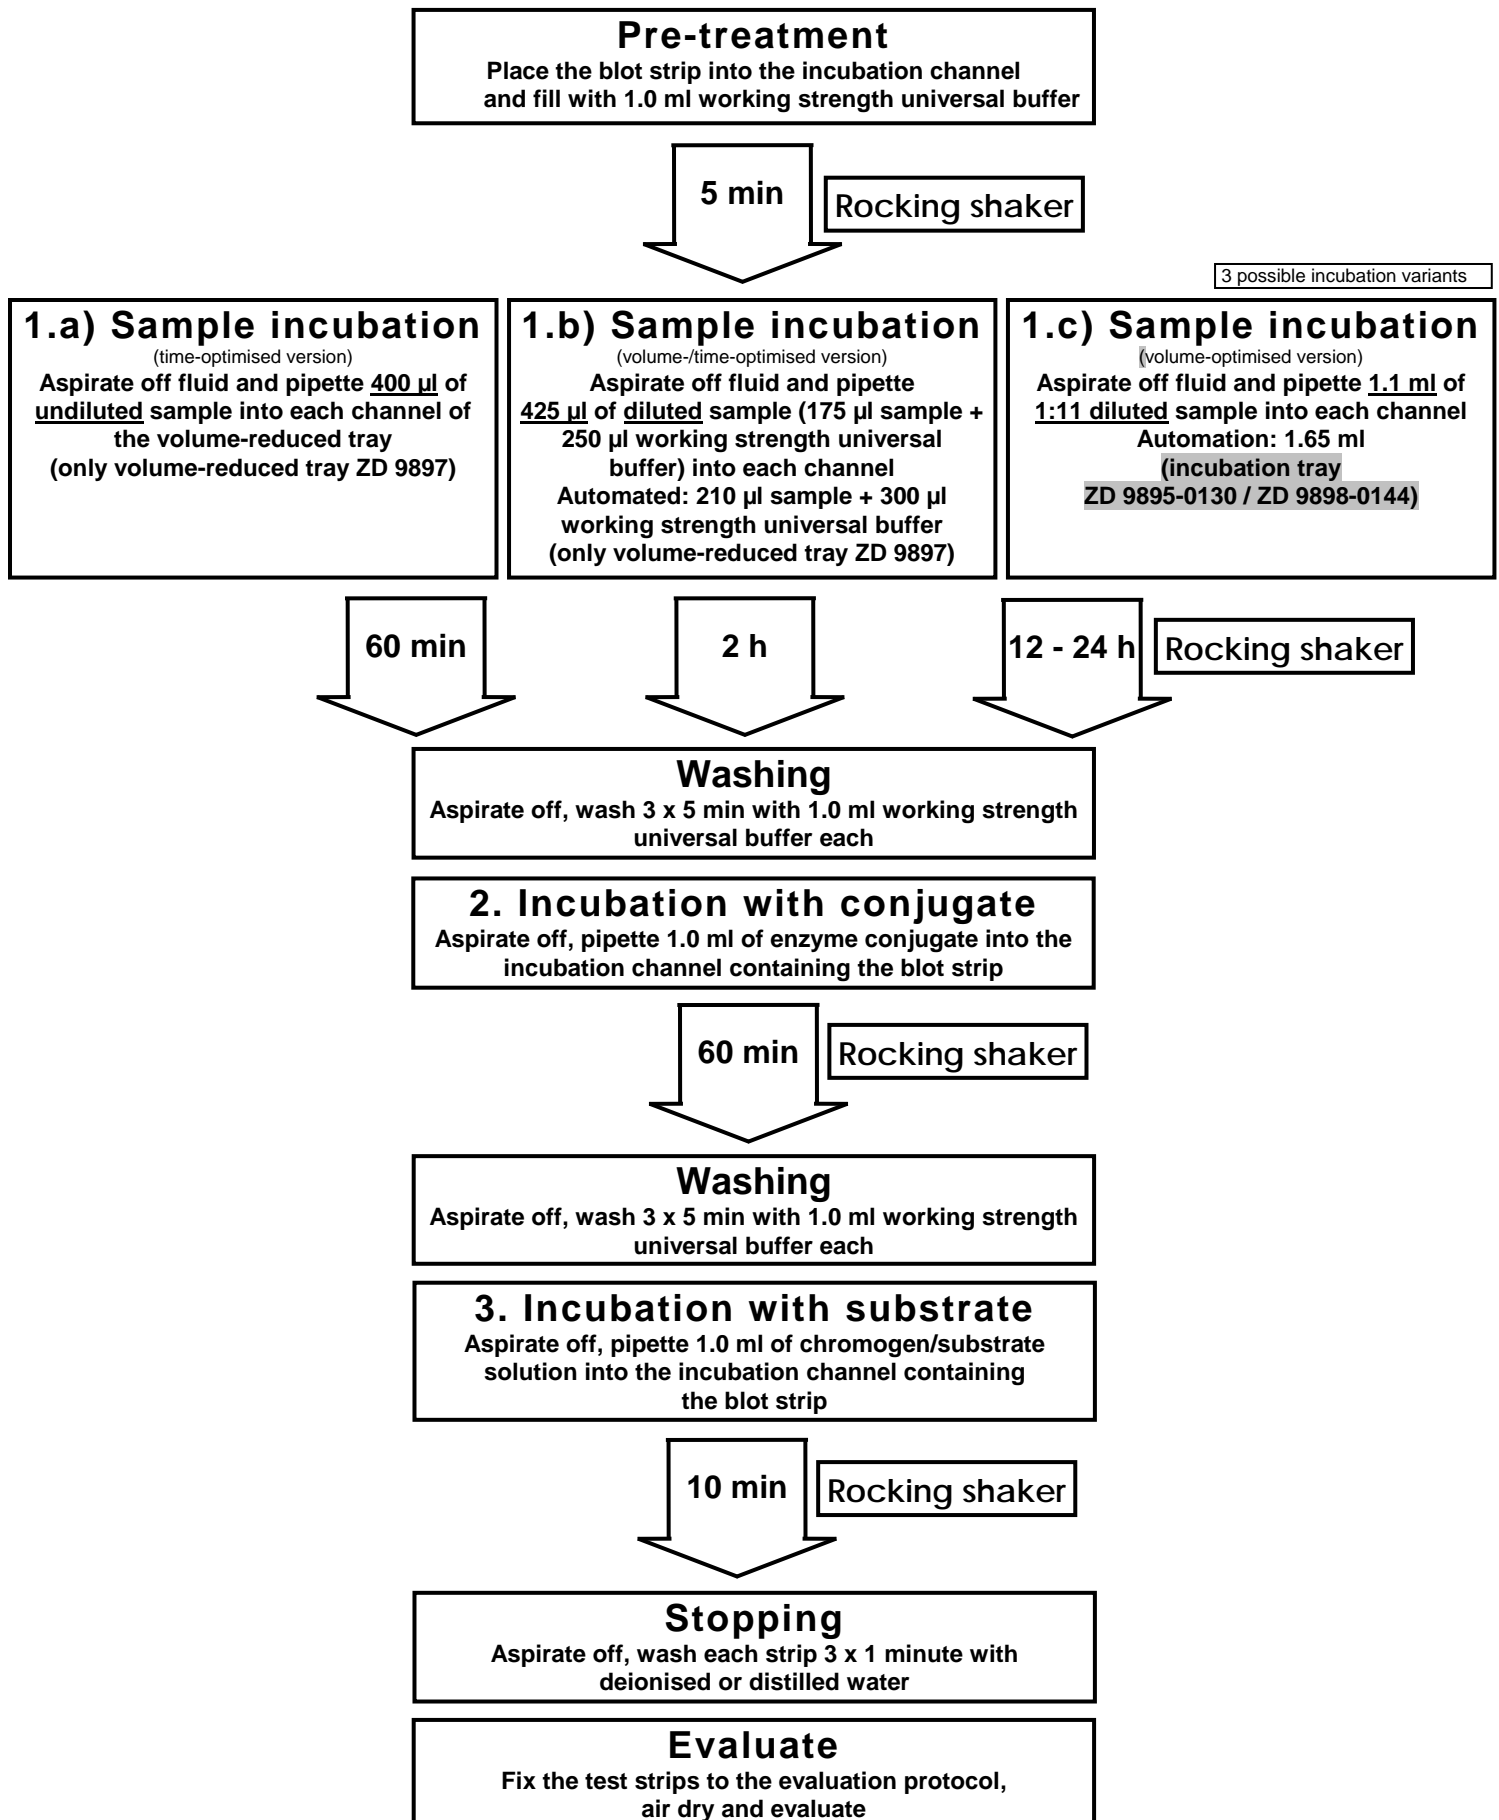 Pre-treatment
Place the blot strip into the incubation channel
and fill with 1.0 ml working strength universal buffer
5 min
Rocking shaker
3 possible incubation variants
1.a) Sample incubation
(time-optimised version)
Aspirate off fluid and pipette 400 µl of
undiluted sample into each channel of
the volume-reduced tray
(only volume-reduced tray ZD 9897)
1.b) Sample incubation
(volume-/time-optimised version)
Aspirate off fluid and pipette
425 µl of diluted sample (175 µl sample +
250 µl working strength universal
buffer) into each channel
Automated: 210 µl sample + 300 µl
working strength universal buffer
(only volume-reduced tray ZD 9897)
1.c) Sample incubation
(volume-optimised version)
Aspirate off fluid and pipette 1.1 ml of
1:11 diluted sample into each channel
Automation: 1.65 ml
(incubation tray
ZD 9895-0130 / ZD 9898-0144)
60 min
2 h
12 - 24 h
Rocking shaker
Washing
Aspirate off, wash 3 x 5 min with 1.0 ml working strength
universal buffer each
2. Incubation with conjugate
Aspirate off, pipette 1.0 ml of enzyme conjugate into the
incubation channel containing the blot strip
60 min
Rocking shaker
Washing
Aspirate off, wash 3 x 5 min with 1.0 ml working strength
universal buffer each
3. Incubation with substrate
Aspirate off, pipette 1.0 ml of chromogen/substrate
solution into the incubation channel containing
the blot strip
10 min
Rocking shaker
Stopping
Aspirate off, wash each strip 3 x 1 minute with
deionised or distilled water
Evaluate
Fix the test strips to the evaluation protocol,
air dry and evaluate